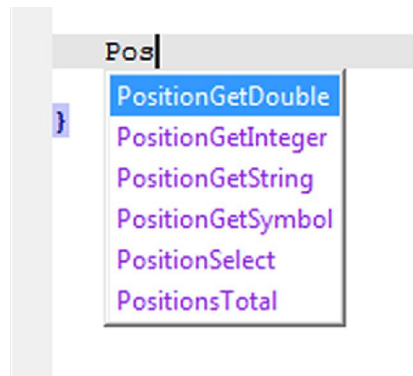 Pos
PositionGetDouble
}
PositionGetInteger
PositionGetString
PositionGetSymbol
PositionSelect
PositionsTotal